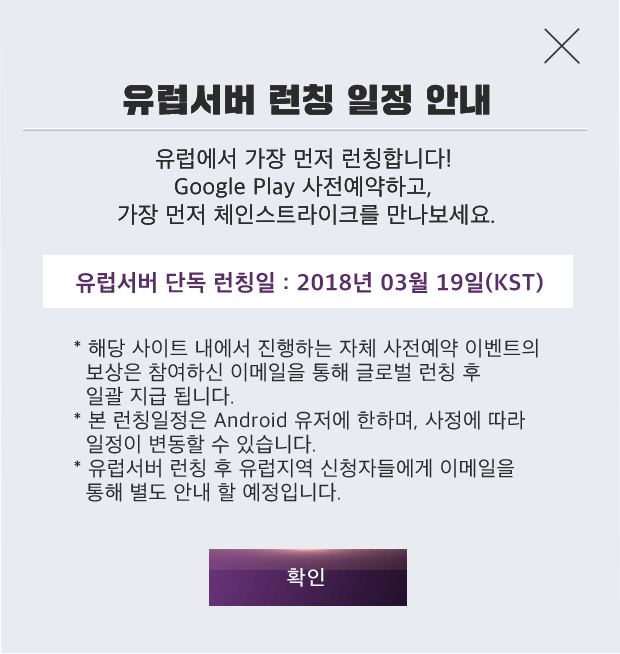 유럽서버 런칭 일정 안내
유럽에서 가장 먼저 런칭합니다!
Google Play 사전예약하고,
가장 먼저 체인스트라이크를 만나보세요.
유럽서버 단독 런칭일 : 2018년 03월 19일(KST)
* 해당 사이트 내에서 진행하는 자체 사전예약 이벤트의
보상은 참여하신 이메일을 통해 글로벌 런칭 후
일괄 지급 됩니다.
* 본 런칭일정은 Android 유저에 한하며, 사정에 따라
일정이 변동할 수 있습니다.
* 유럽서버 런칭 후 유럽지역 신청자들에게 이메일을
통해 별도 안내 할 예정입니다.
확인